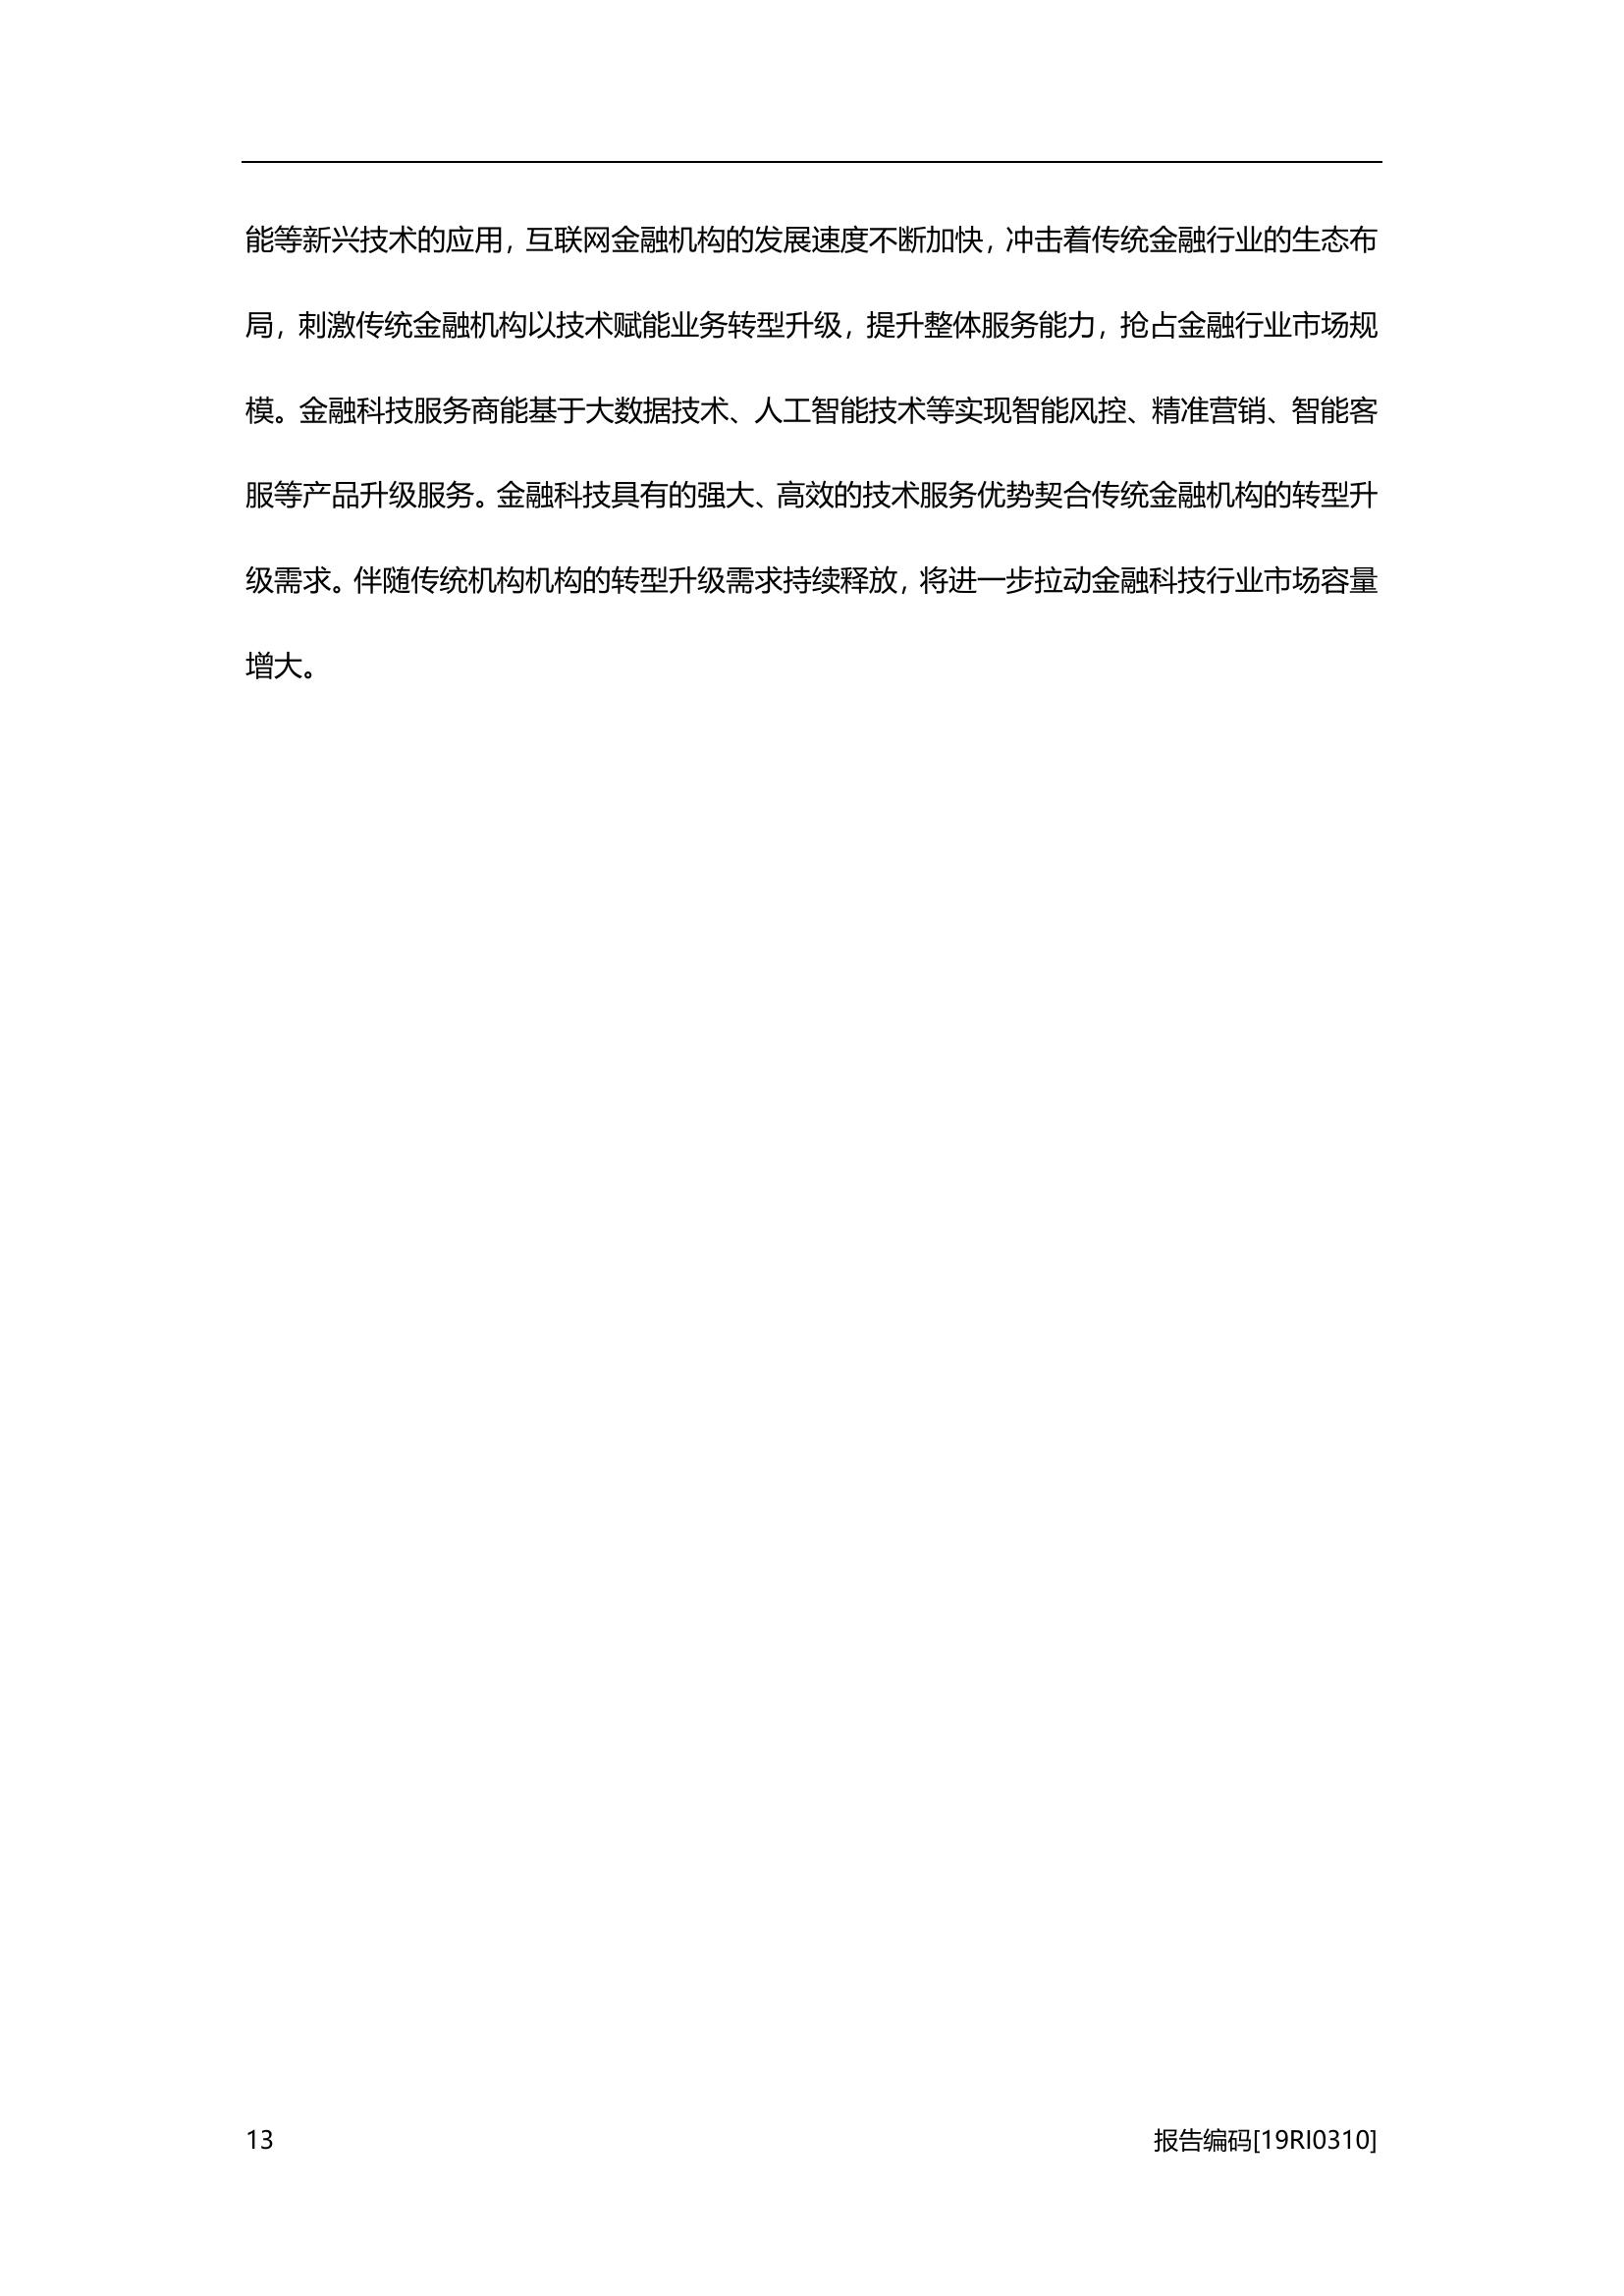 能等新兴技术的应用，互联网金融机构的发展速度不断加快，冲击着传统金融行业的生态布
局，刺激传统金融机构以技术赋能业务转型升级，提升整体服务能力，抢占金融行业市场规
模。金融科技服务商能基于大数据技术、人工智能技术等实现智能风控、精准营销、智能客
服等产品升级服务。金融科技具有的强大、高效的技术服务优势契合传统金融机构的转型升
级需求。伴随传统机构机构的转型升级需求持续释放，将进一步拉动金融科技行业市场容量
增大。
13 报告编码[19RI0310]